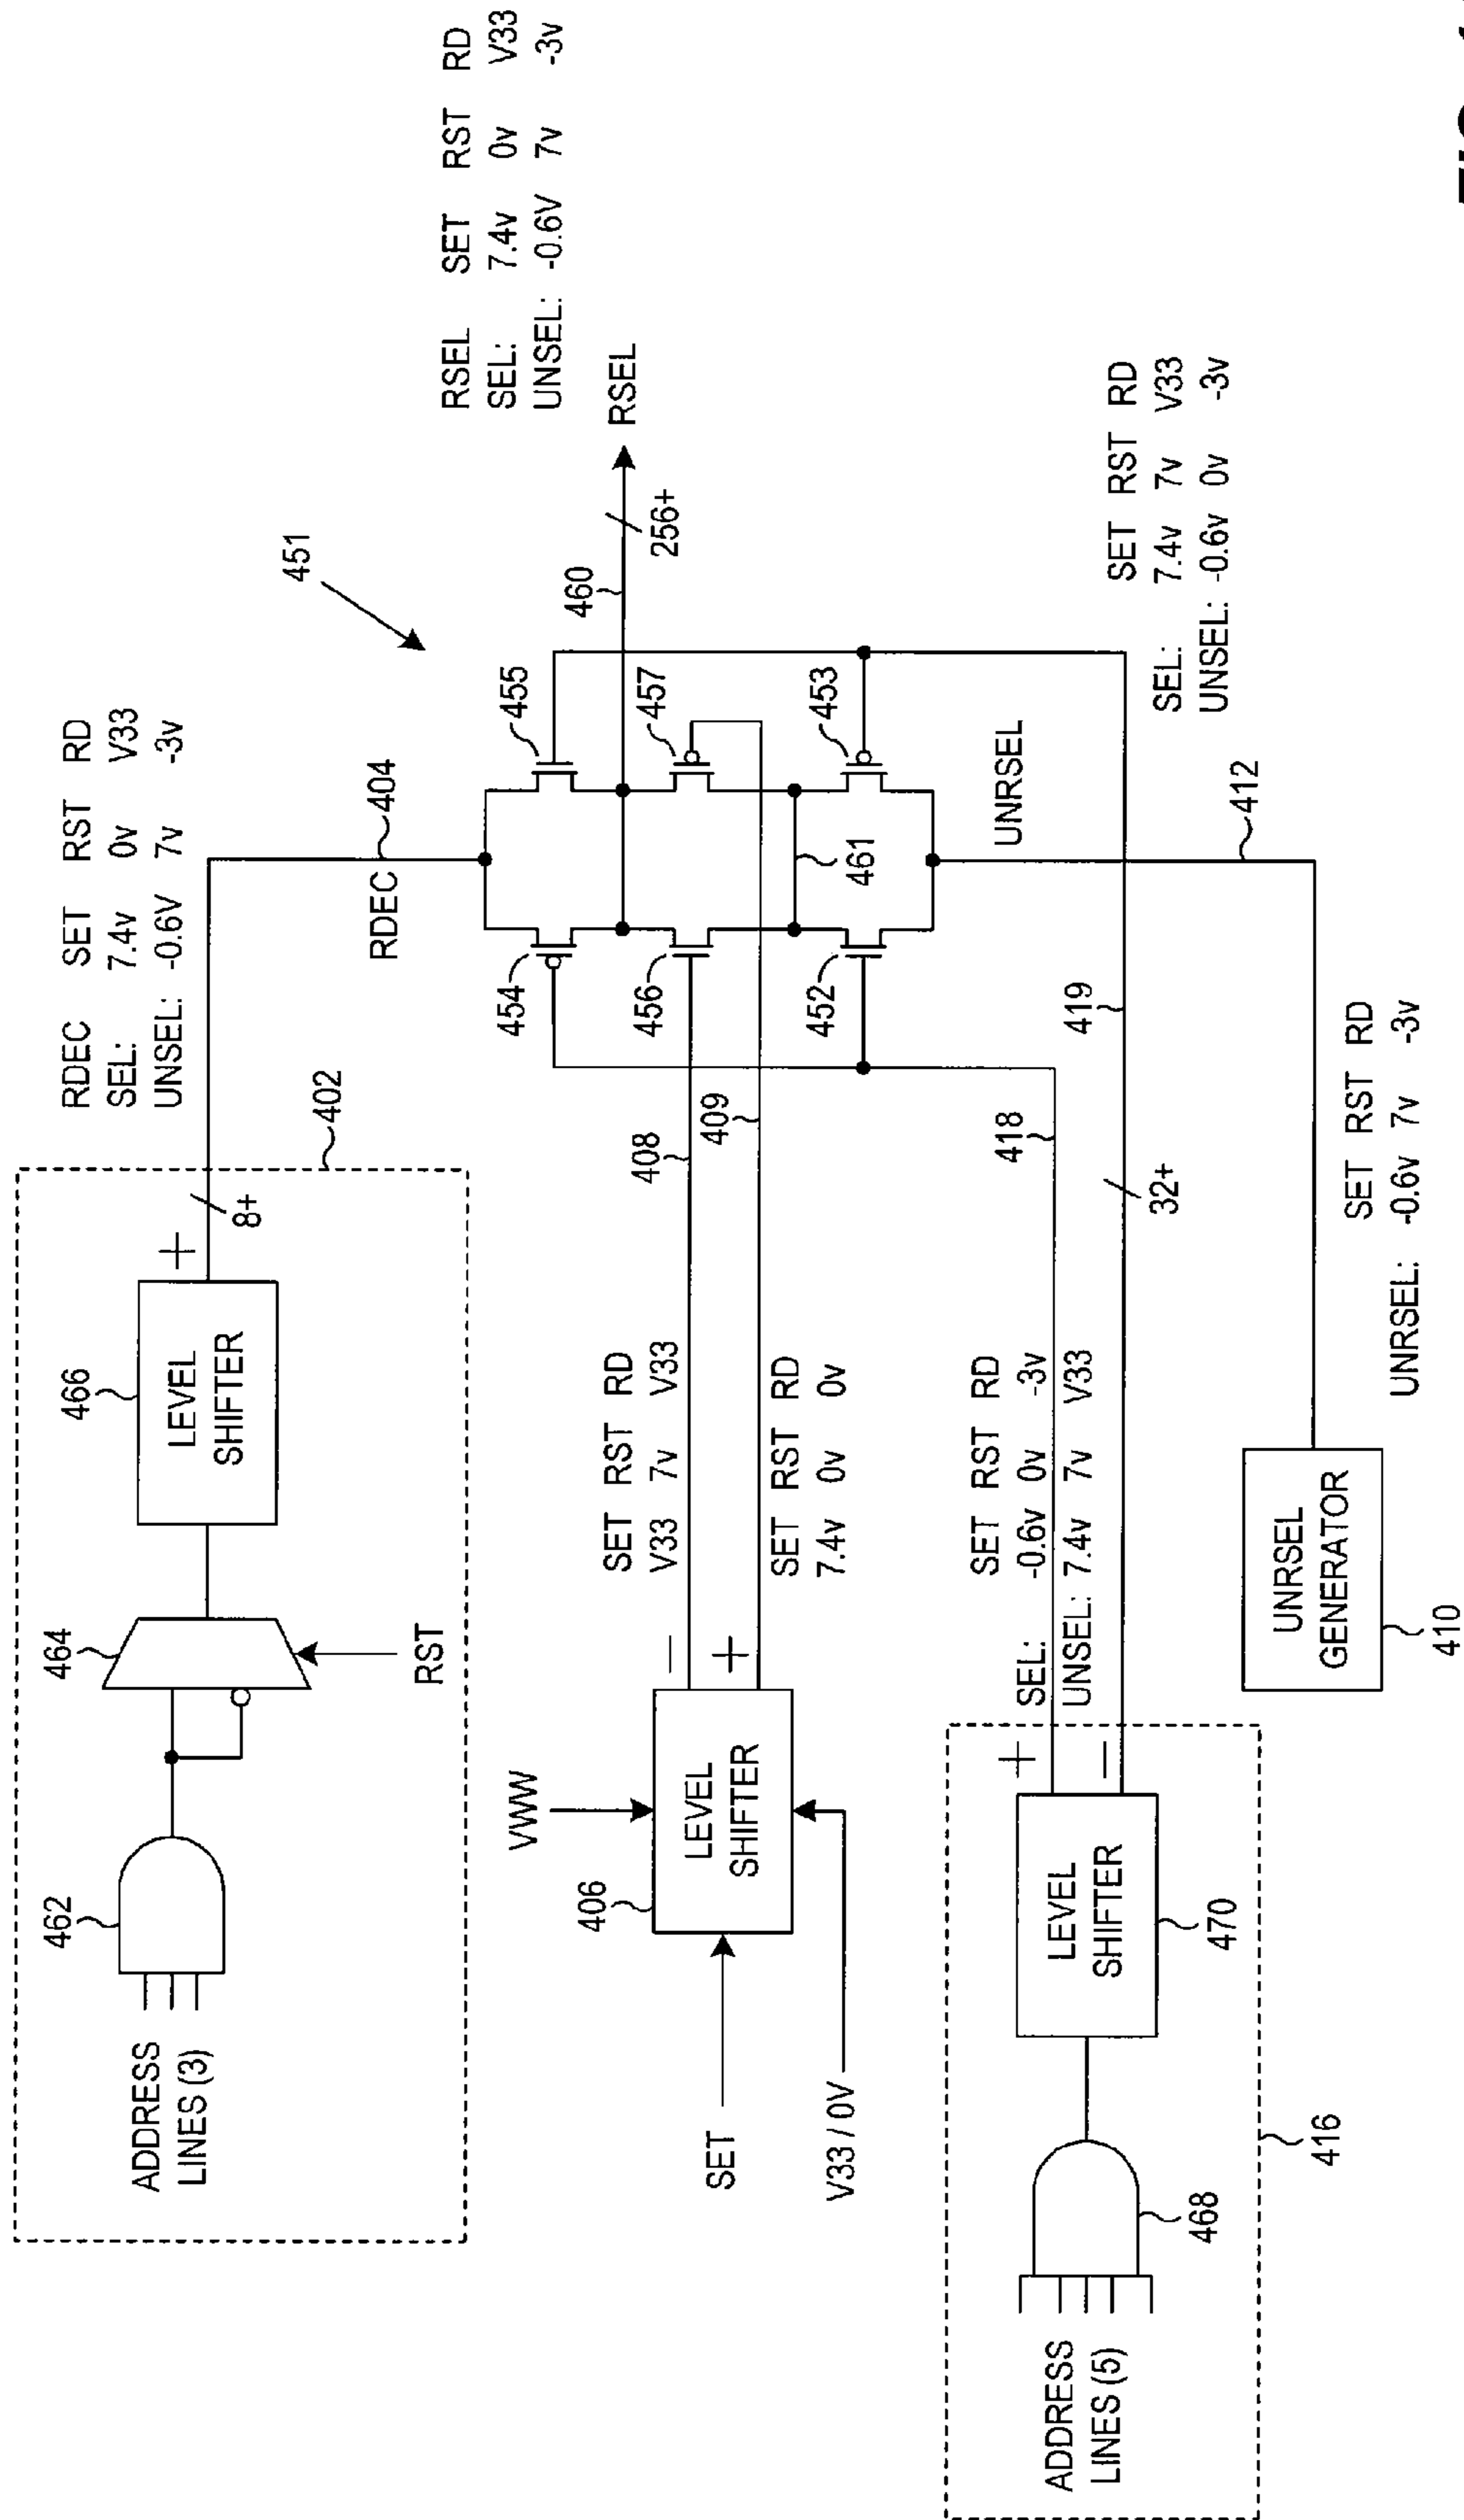 RDEC SET RST RD
SEL: 7.4v 0v V33
UNSEL: -0.6V 7v -3v
402
466
LEVEL
SHIFTER
+
8+
464
RST
462
ADDRESS
LINES (3)
RDEC
404
451
RSEL SET RST RD
SEL: 7.4v 0v V33
UNSEL: -0.6V 7v -3v
454
455
460
256+
RSEL
456
457
461
452
453
UNRSEL
VWW
406
LEVEL
SHIFTER
−
+
SET
V33 / 0V
408
SET RST RD
V33 7v V33
409
SET RST RD
7.4v 0v 0v
418
SET RST RD
SEL: -0.6v 0v -3v
UNSEL: 7.4v 7v V33
419
32+
SET RST RD
SEL: 7.4v 7v V33
UNSEL: -0.6v 0v -3v
+
−
LEVEL
SHIFTER
470
468
ADDRESS
LINES (5)
416
412
UNRSEL
GENERATOR
410
SET RST RD
UNRSEL: -0.6v 7v -3v